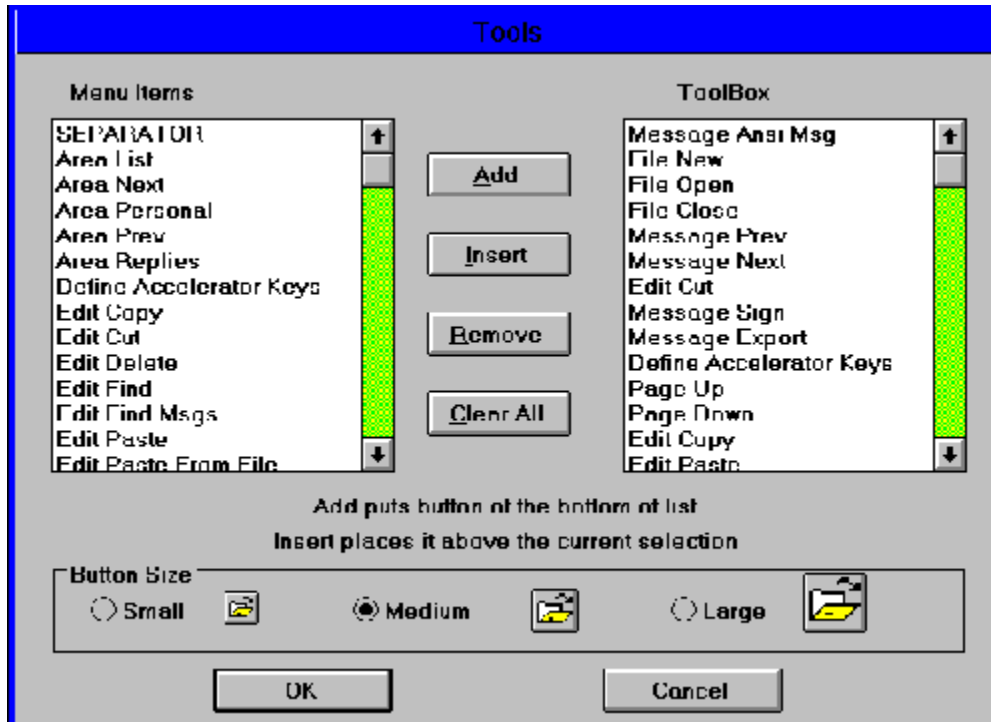 Tools
Menu Items
SEPARATOR
Area List
Area Next
Area Personal
Area Prev
Area Replies
Define Accelerator Keys
Edit Copy
Edit Cut
Edit Delete
Edit Find
Edit Find Msgs
Edit Paste
Edit Paste From File
Add
Insert
Remove
Clear All
ToolBox
Message Ansi Msg
File New
File Open
File Close
Message Prev
Message Next
Edit Cut
Message Sign
Message Export
Define Accelerator Keys
Page Up
Page Down
Edit Copy
Edit Paste
Add puts button at the bottom of list
Insert places it above the current selection
Button Size
Small
Medium
Large
OK
Cancel